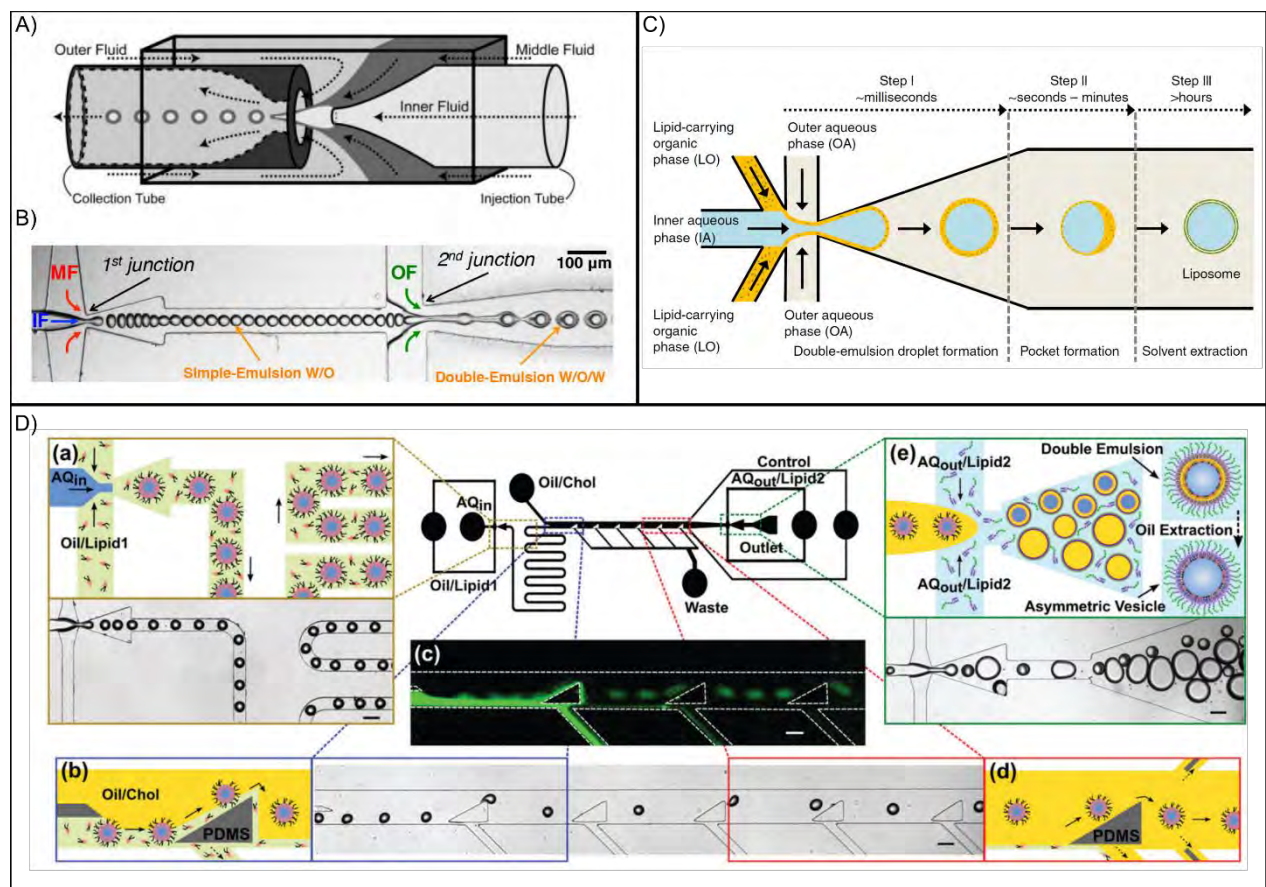 A)
Outer Fluid
Middle Fluid
Inner Fluid
Collection Tube
Injection Tube
B)
MF
1st junction
OF
2nd junction
100 µm
IF
Simple-Emulsion W/O
Double-Emulsion W/O/W
C)
Step I
~milliseconds
Step II
~seconds – minutes
Step III
>hours
Lipid-carrying
organic
phase (LO)
Outer aqueous
phase (OA)
Inner aqueous
phase (IA)
Liposome
Lipid-carrying
organic
phase (LO)
Outer aqueous
phase (OA)
Double-emulsion droplet formation
Pocket formation
Solvent extraction
D)
(a)
AQin
Oil/Lipid1
Oil/Chol
AQin
Oil/Lipid1
Control
AQout/Lipid2
Outlet
Waste
(e)
AQout/Lipid2
Double Emulsion
Oil Extraction
AQout/Lipid2
Asymmetric Vesicle
(c)
(b)
Oil/Chol
PDMS
(d)
PDMS